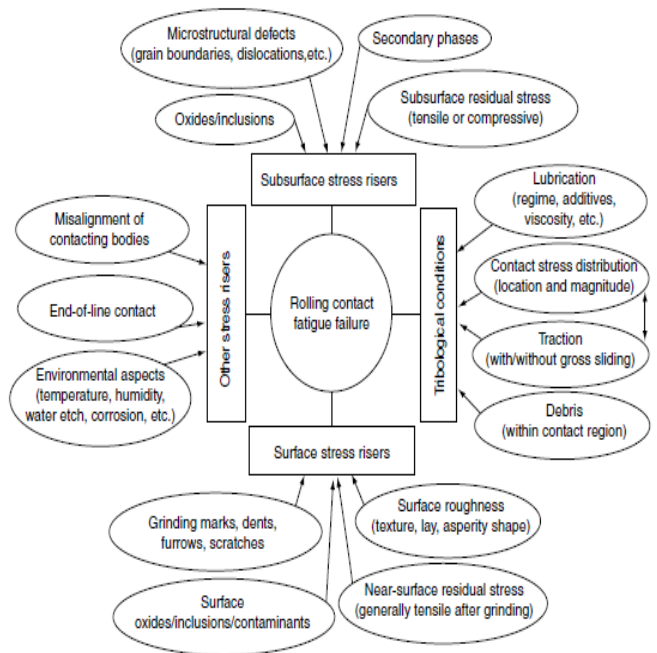 Microstructural defects
(grain boundaries, dislocations,etc.)
Secondary phases
Oxides/inclusions
Subsurface residual stress
(tensile or compressive)
Subsurface stress risers
Misalignment of
contacting bodies
End-of-line contact
Environmental aspects
(temperature, humidity,
water etch, corrosion, etc.)
Other stress risers
Rolling contact
fatigue failure
Tribological conditions
Lubrication
(regime, additives,
viscosity, etc.)
Contact stress distribution
(location and magnitude)
Traction
(with/without gross sliding)
Debris
(within contact region)
Surface stress risers
Grinding marks, dents,
furrows, scratches
Surface roughness
(texture, lay, asperity shape)
Surface
oxides/inclusions/contaminants
Near-surface residual stress
(generally tensile after grinding)